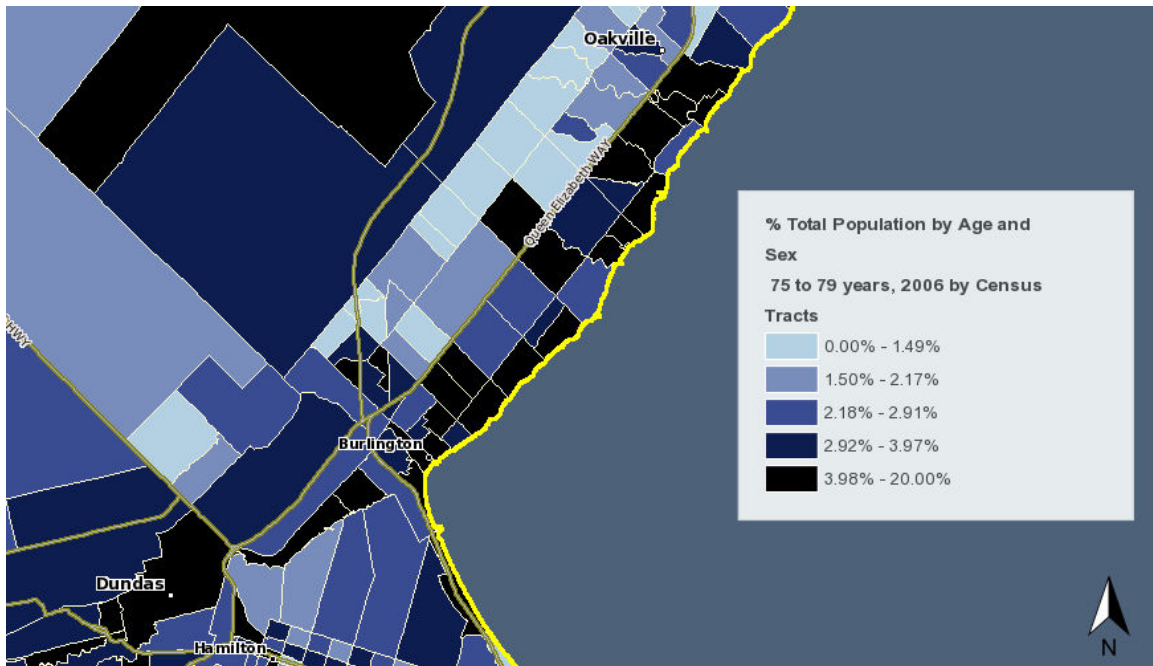 Oakville
Queen Elizabeth WAY
HWY
Burlington
Dundas
Hamilton
% Total Population by Age and
Sex
75 to 79 years, 2006 by Census
Tracts
0.00% - 1.49%
1.50% - 2.17%
2.18% - 2.91%
2.92% - 3.97%
3.98% - 20.00%
N